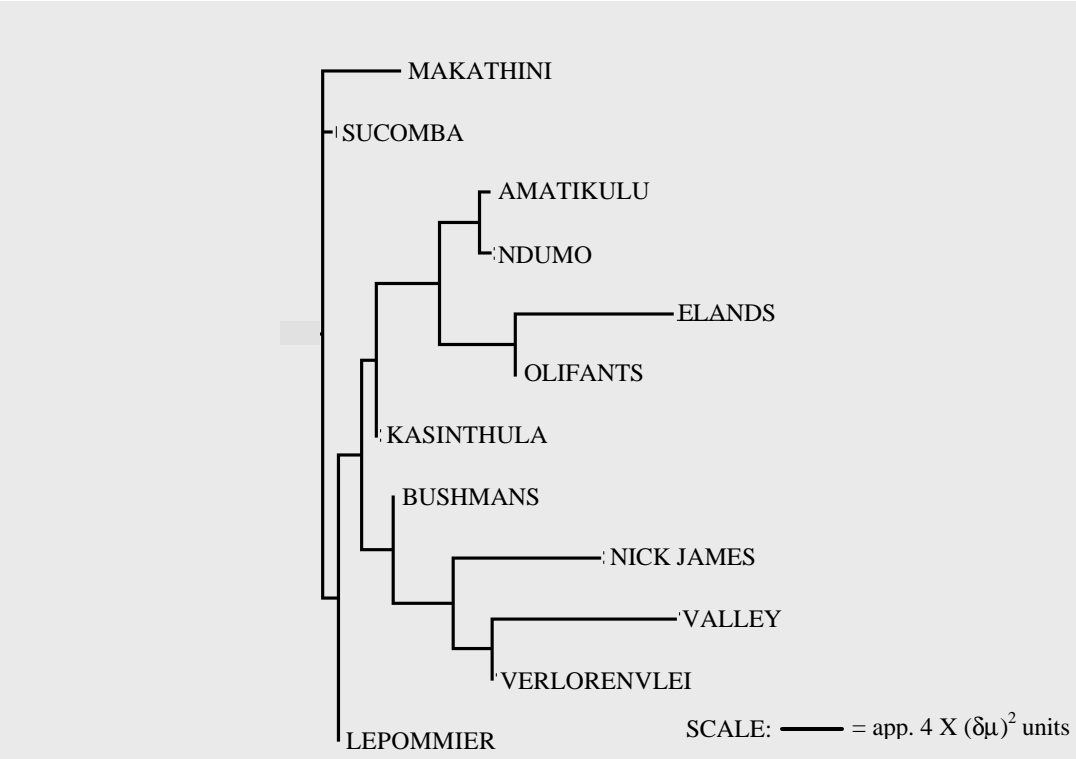 MAKATHINI
SUCOMBA
AMATIKULU
NDUMO
ELANDS
OLIFANTS
KASINTHULA
BUSHMANS
NICK JAMES
VALLEY
VERLORENVLEI
LEPOMMIER
SCALE: = app. 4 X (δμ)² units